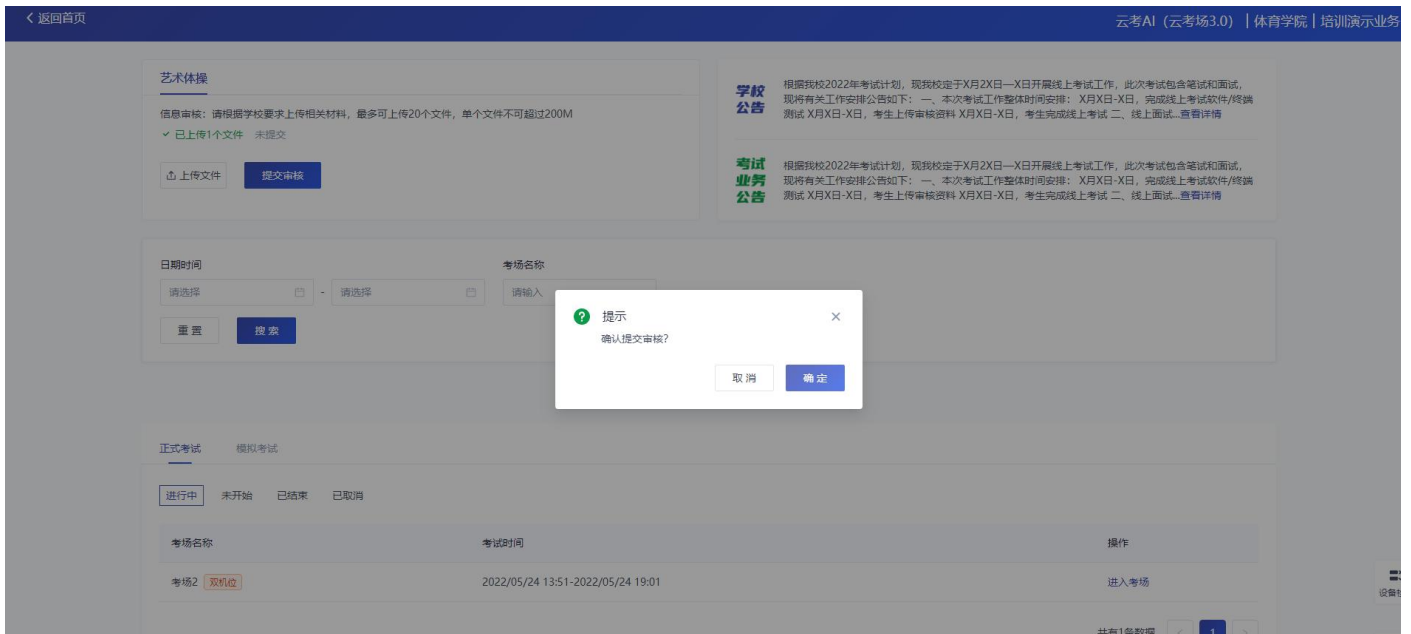 返回首页
云考AI（云考场3.0） | 体育学院 | 培训演示业务
艺术体操
信息审核：请根据学校要求上传相关材料，最多可上传20个文件，单个文件不可超过200M
已上传1个文件 未提交
上传文件 提交审核
学校公告
根据我校2022年考试计划，现我校定于X月2X日—X日开展线上考试工作，此次考试包含笔试和面试，
现将有关工作安排公告如下： 一、本次考试工作整体时间安排： X月X日-X日，完成线上考试软件/终端
测试 X月X日-X日，考生上传审核资料 X月X日-X日，考生完成线上考试 二、线上面试...查看详情
考试业务公告
根据我校2022年考试计划，现我校定于X月2X日—X日开展线上考试工作，此次考试包含笔试和面试，
现将有关工作安排公告如下： 一、本次考试工作整体时间安排： X月X日-X日，完成线上考试软件/终端
测试 X月X日-X日，考生上传审核资料 X月X日-X日，考生完成线上考试 二、线上面试...查看详情
日期时间 考场名称
请选择 - 请选择 请输入
重置 搜索
提示
确认提交审核?
取消 确定
正式考试 模拟考试
进行中 未开始 已结束 已取消
考场名称 考试时间 操作
考场2 双机位 2022/05/24 13:51-2022/05/24 19:01 进入考场
设备
共有1条数据 < 1 >